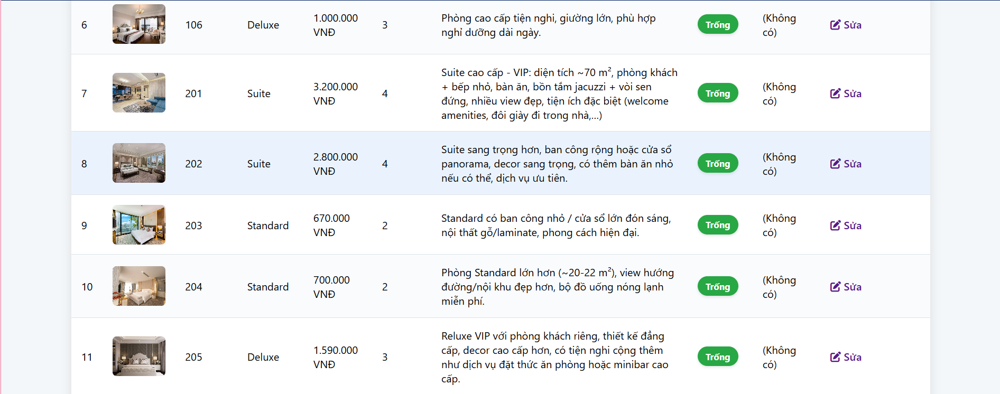 6 106 Deluxe 1.000.000 VNĐ 3 Phòng cao cấp tiện nghi, giường lớn, phù hợp
nghỉ dưỡng dài ngày. Trống (Không có) Sửa
7 201 Suite 3.200.000 VNĐ 4 Suite cao cấp - VIP: diện tích ~70 m², phòng khách
+ bếp nhỏ, bàn ăn, bồn tắm jacuzzi + vòi sen
đứng, nhiều view đẹp, tiện ích đặc biệt (welcome
amenities, đôi giày đi trong nhà,...) Trống (Không có) Sửa
8 202 Suite 2.800.000 VNĐ 4 Suite sang trọng hơn, ban công rộng hoặc cửa sổ
panorama, decor sang trọng, có thêm bàn ăn nhỏ
nếu có thể, dịch vụ ưu tiên. Trống (Không có) Sửa
9 203 Standard 670.000 VNĐ 2 Standard có ban công nhỏ / cửa sổ lớn đón sáng,
nội thất gỗ/laminate, phong cách hiện đại. Trống (Không có) Sửa
10 204 Standard 700.000 VNĐ 2 Phòng Standard lớn hơn (~20-22 m²), view hướng
đường/nội khu đẹp hơn, bộ đồ uống nóng lạnh
miễn phí. Trống (Không có) Sửa
11 205 Deluxe 1.590.000 VNĐ 3 Reluxe VIP với phòng khách riêng, thiết kế đẳng
cấp, decor cao cấp hơn, có tiện nghi cộng thêm
như dịch vụ đặt thức ăn phòng hoặc minibar cao
cấp. Trống (Không có) Sửa